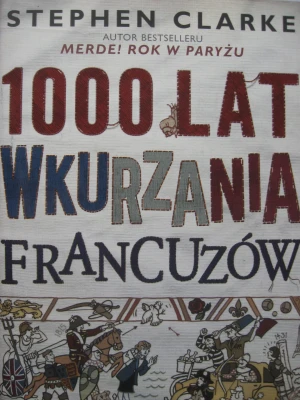 STEPHEN CLARKE
AUTOR BESTSELLERU
MERDE! ROK W PARYŻU
1000 LAT
WKURZANIA
FRANCUZÓW